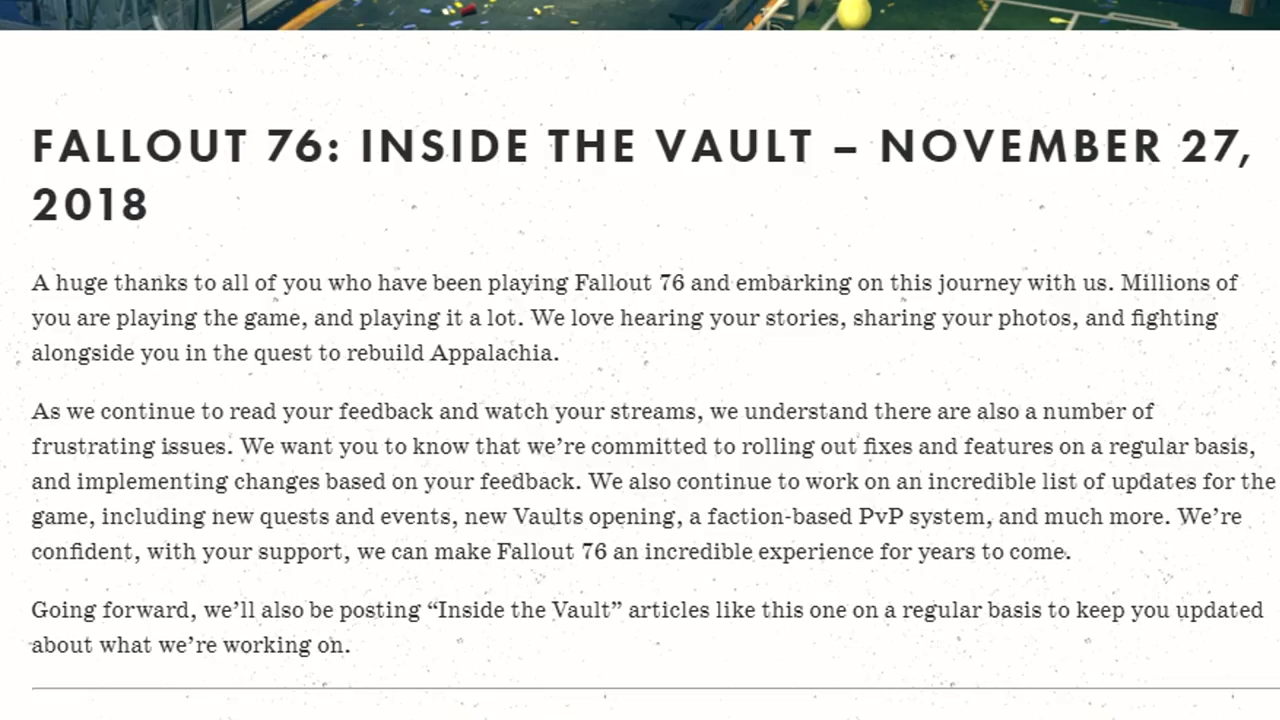 FALLOUT 76: INSIDE THE VAULT – NOVEMBER 27,
2018
A huge thanks to all of you who have been playing Fallout 76 and embarking on this journey with us. Millions of
you are playing the game, and playing it a lot. We love hearing your stories, sharing your photos, and fighting
alongside you in the quest to rebuild Appalachia.
As we continue to read your feedback and watch your streams, we understand there are also a number of
frustrating issues. We want you to know that we’re committed to rolling out fixes and features on a regular basis,
and implementing changes based on your feedback. We also continue to work on an incredible list of updates for the
game, including new quests and events, new Vaults opening, a faction-based PvP system, and much more. We’re
confident, with your support, we can make Fallout 76 an incredible experience for years to come.
Going forward, we’ll also be posting “Inside the Vault” articles like this one on a regular basis to keep you updated
about what we’re working on.